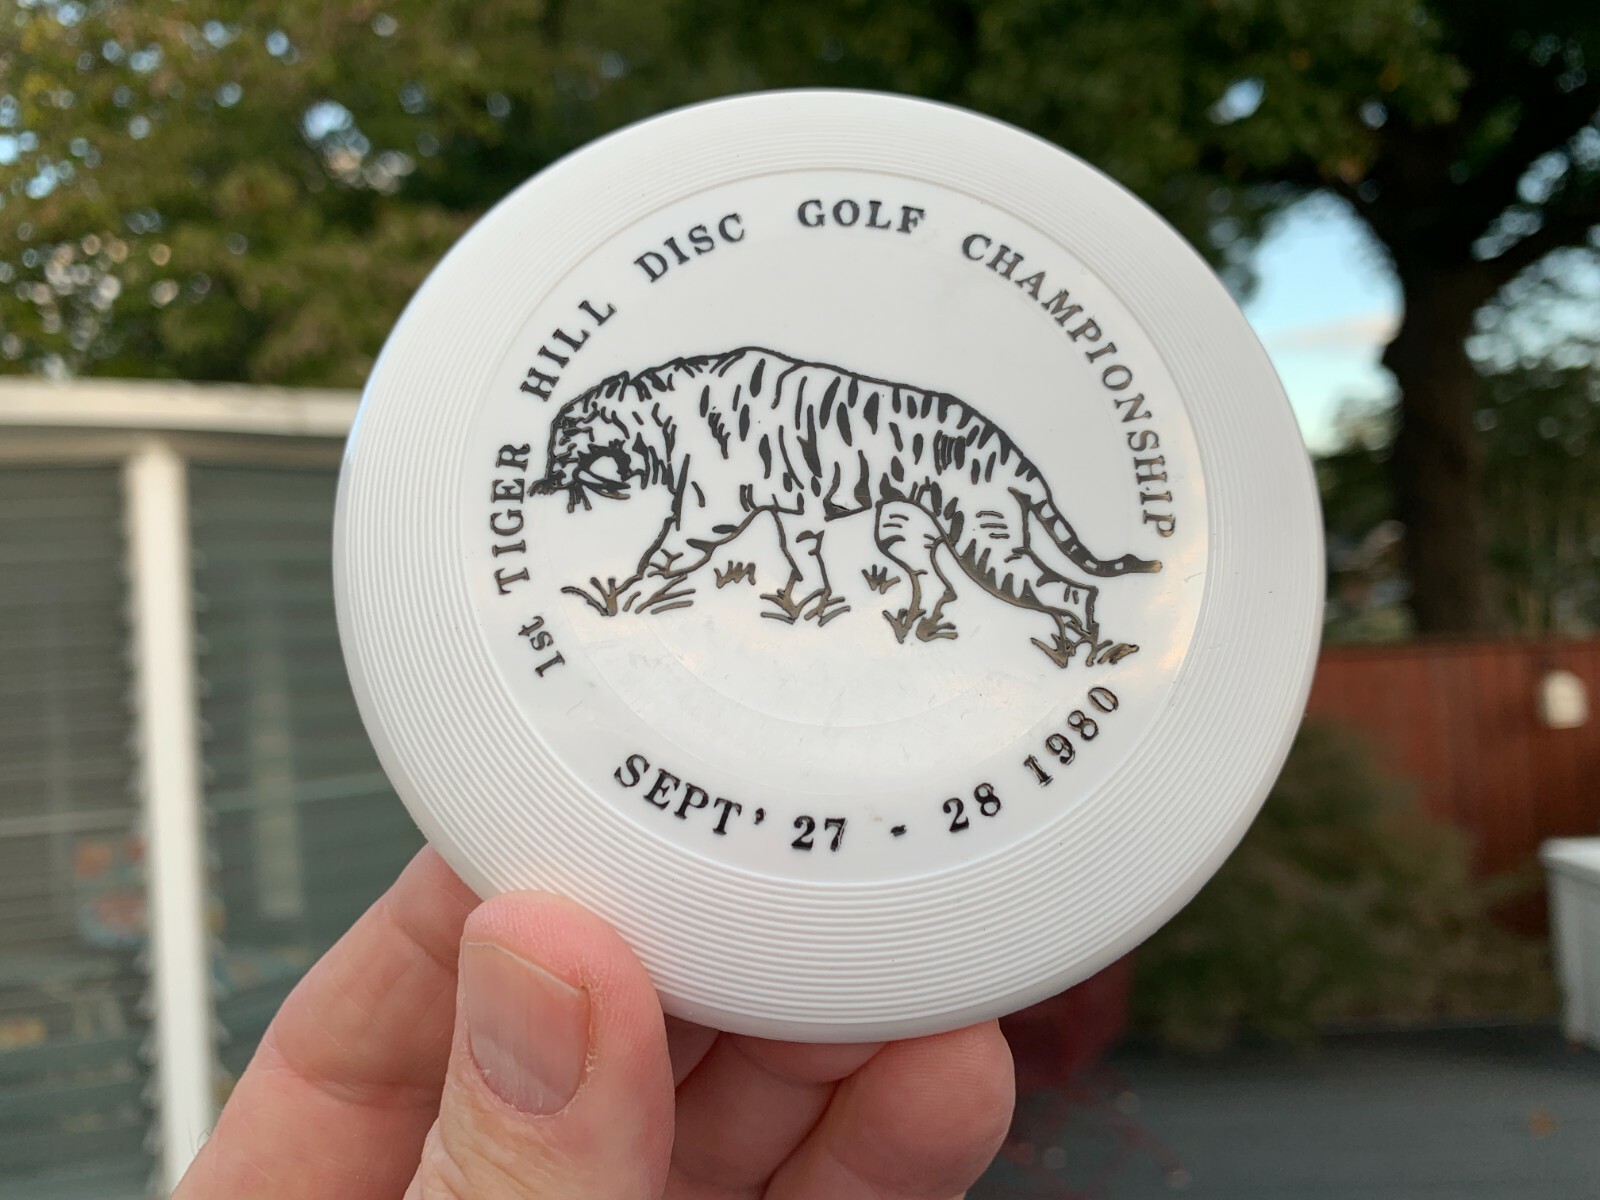 1st TIGER HILL DISC GOLF CHAMPIONSHIP
SEPT' 27 - 28 1980